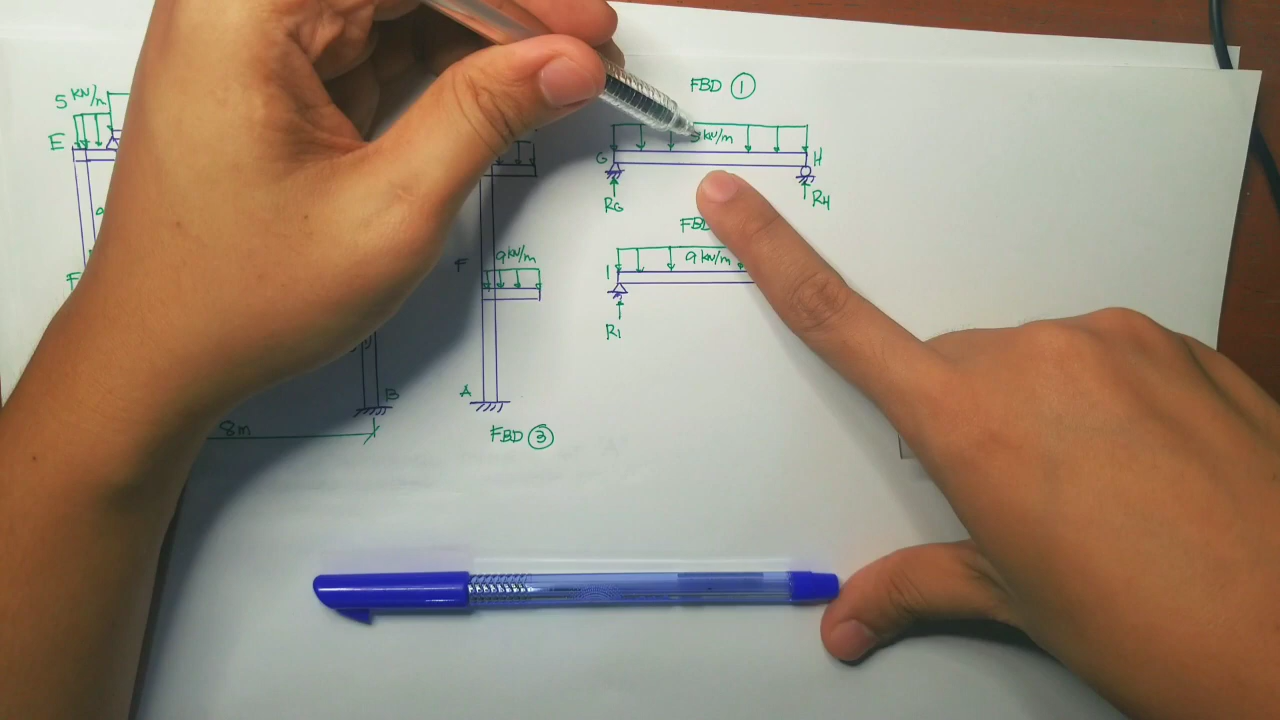 5 kN/m
E
F
8m
B
F
9 kN/m
A
FBD ③
FBD ①
5 kN/m
G
H
RG
RH
FBD
9 kN/m
I
RI